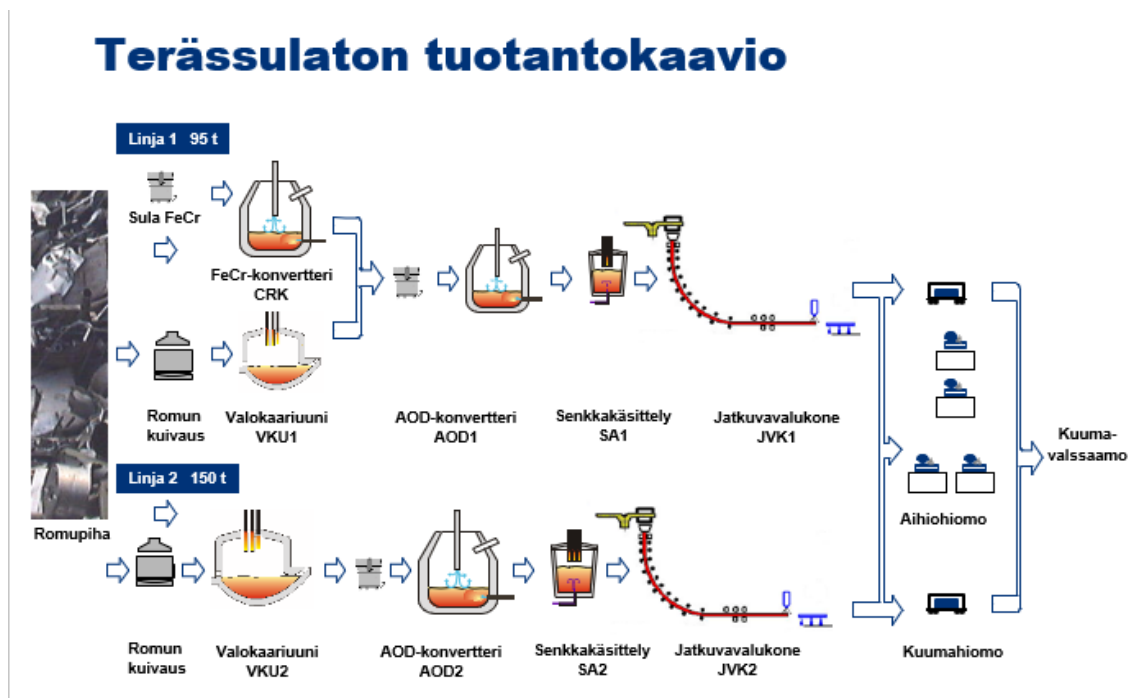 Terässulaton tuotantokaavio
Linja 1 95 t
Sula FeCr
FeCr-konvertteri
CRK
Romun
kuivaus
Valokaariuuni
VKU1
AOD-konvertteri
AOD1
Senkkakäsittely
SA1
Jatkuvavalukone
JVK1
Kuuma-
valssaamo
Linja 2 150 t
Romupiha
Aihiohiomo
Romun
kuivaus
Valokaariuuni
VKU2
AOD-konvertteri
AOD2
Senkkakäsittely
SA2
Jatkuvavalukone
JVK2
Kuumahiomo